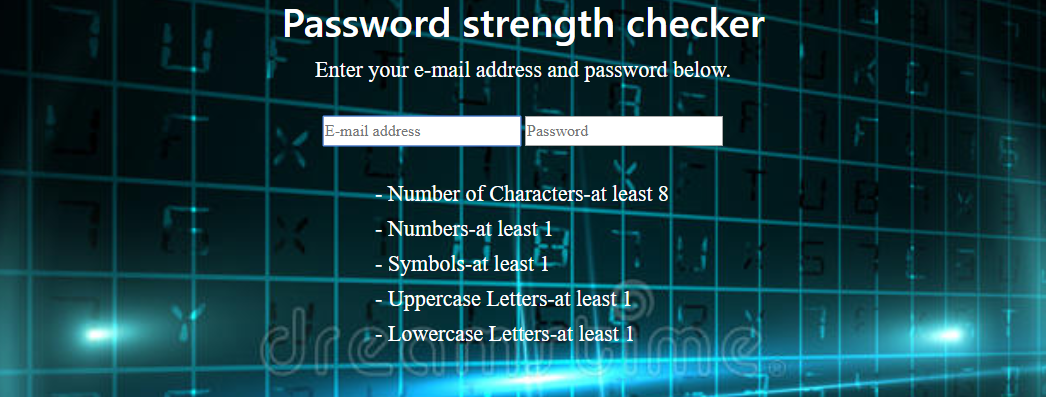 Password strength checker
Enter your e-mail address and password below.
E-mail address Password
- Number of Characters-at least 8
- Numbers-at least 1
- Symbols-at least 1
- Uppercase Letters-at least 1
- Lowercase Letters-at least 1
dreamstime